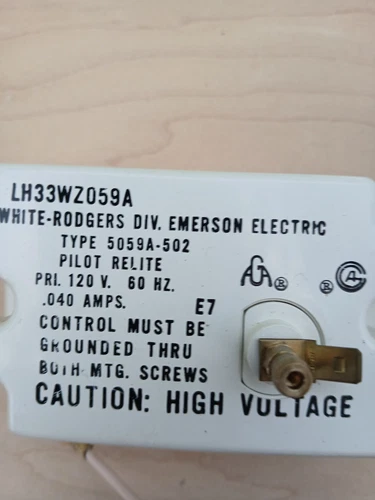 LH33WZ059A
WHITE-RODGERS DIV. EMERSON ELECTRIC
TYPE 5059A-502
PILOT RELITE
PRI. 120 V. 60 HZ.
.040 AMPS. E7
CONTROL MUST BE
GROUNDED THRU
BOTH MTG. SCREWS
CAUTION: HIGH VOLTAGE
AGA ® ®